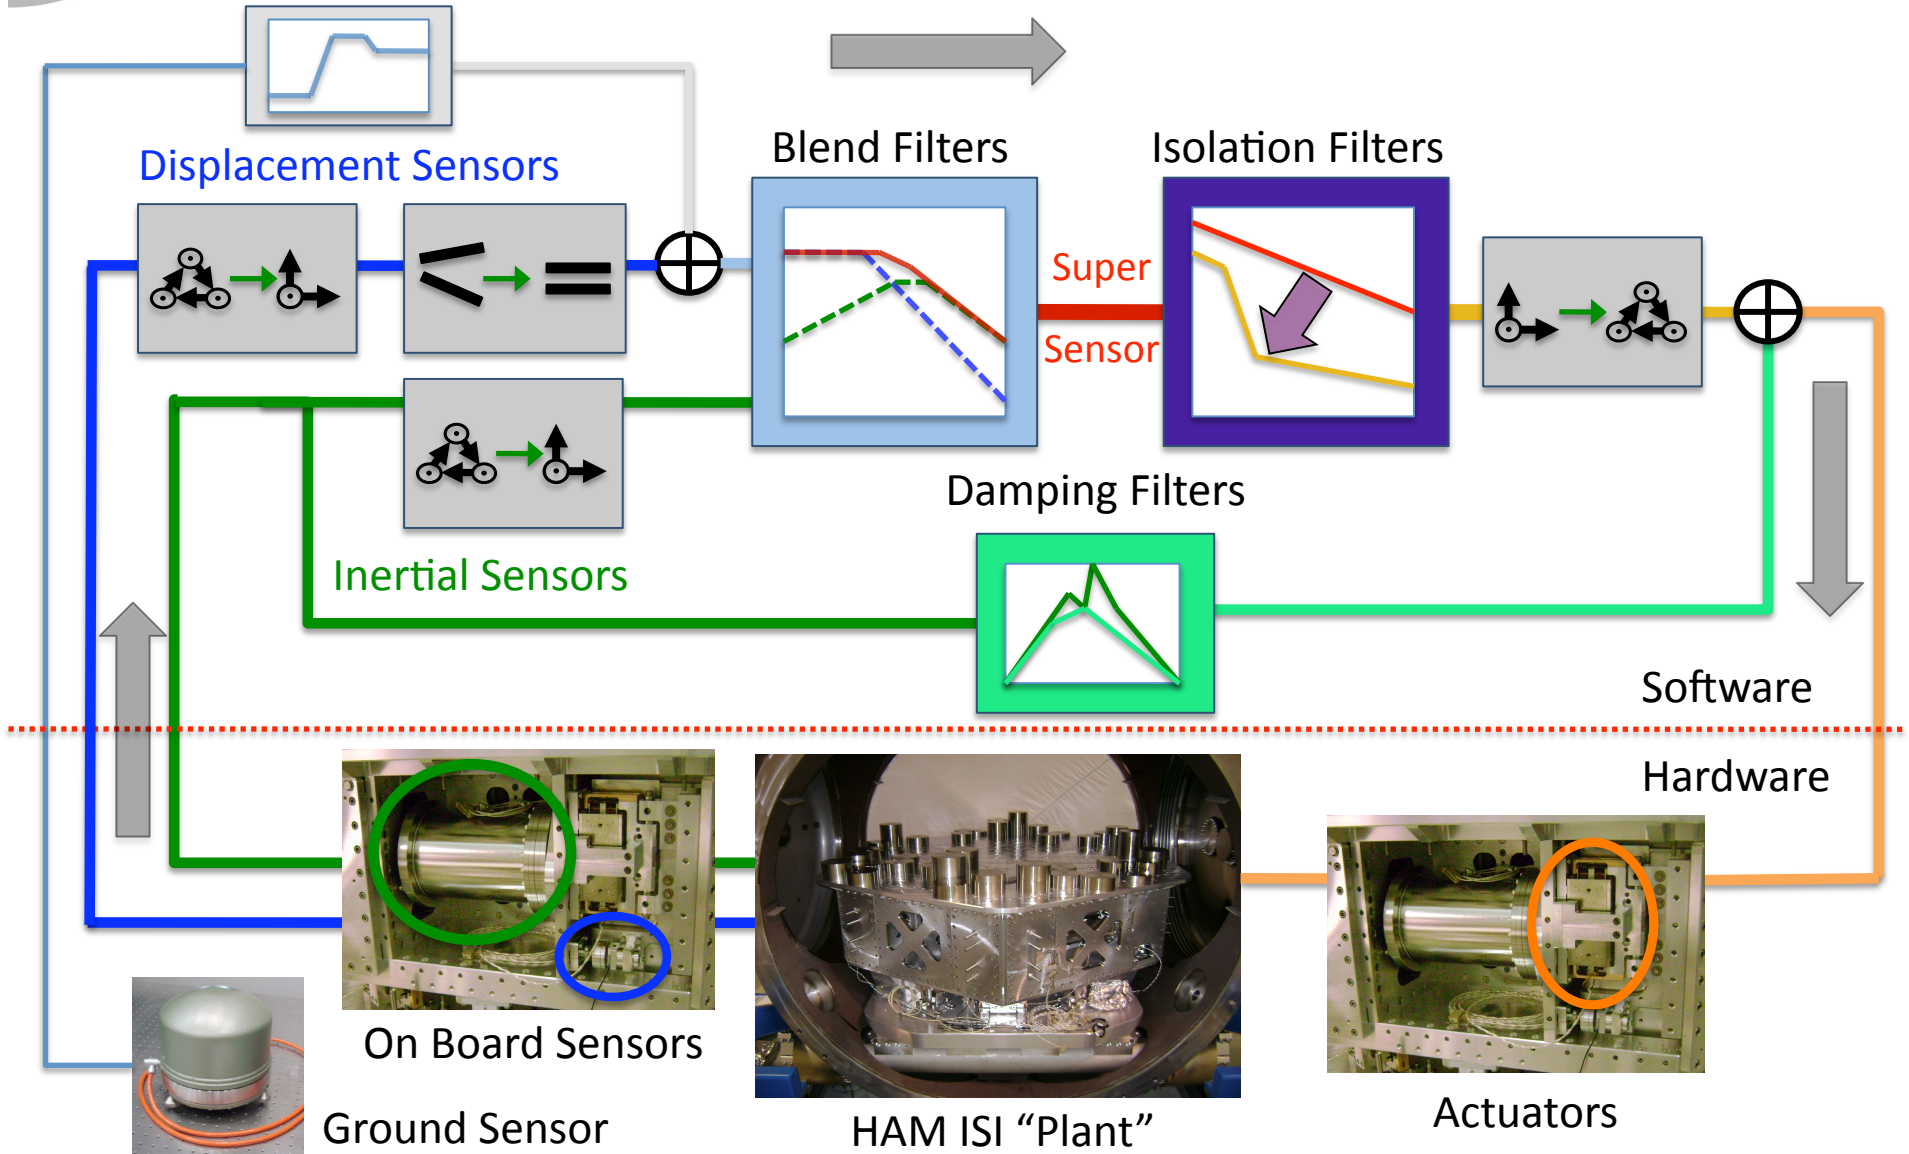 Displacement Sensors
Blend Filters
Isolation Filters
Super
Sensor
Damping Filters
Inertial Sensors
Software
Hardware
On Board Sensors
Ground Sensor
HAM ISI “Plant”
Actuators